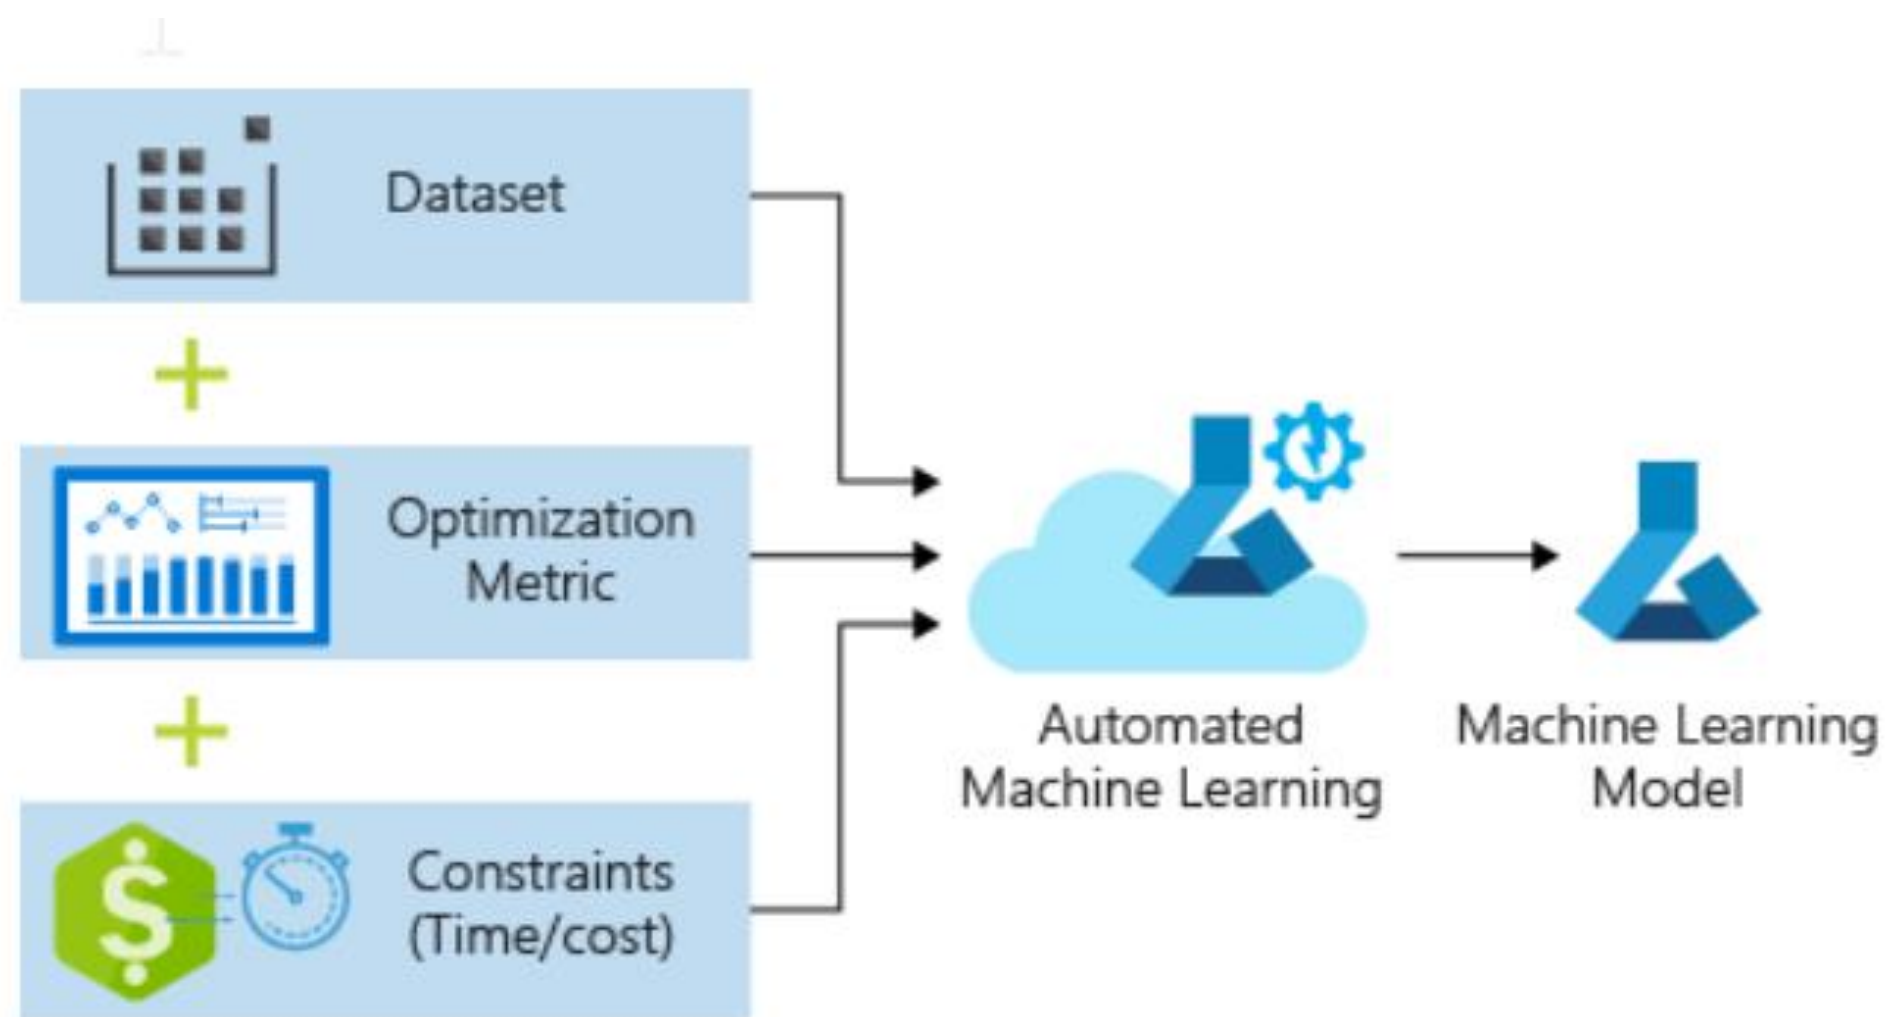 Dataset
Optimization
Metric
Constraints
(Time/cost)
Automated
Machine Learning
Machine Learning
Model